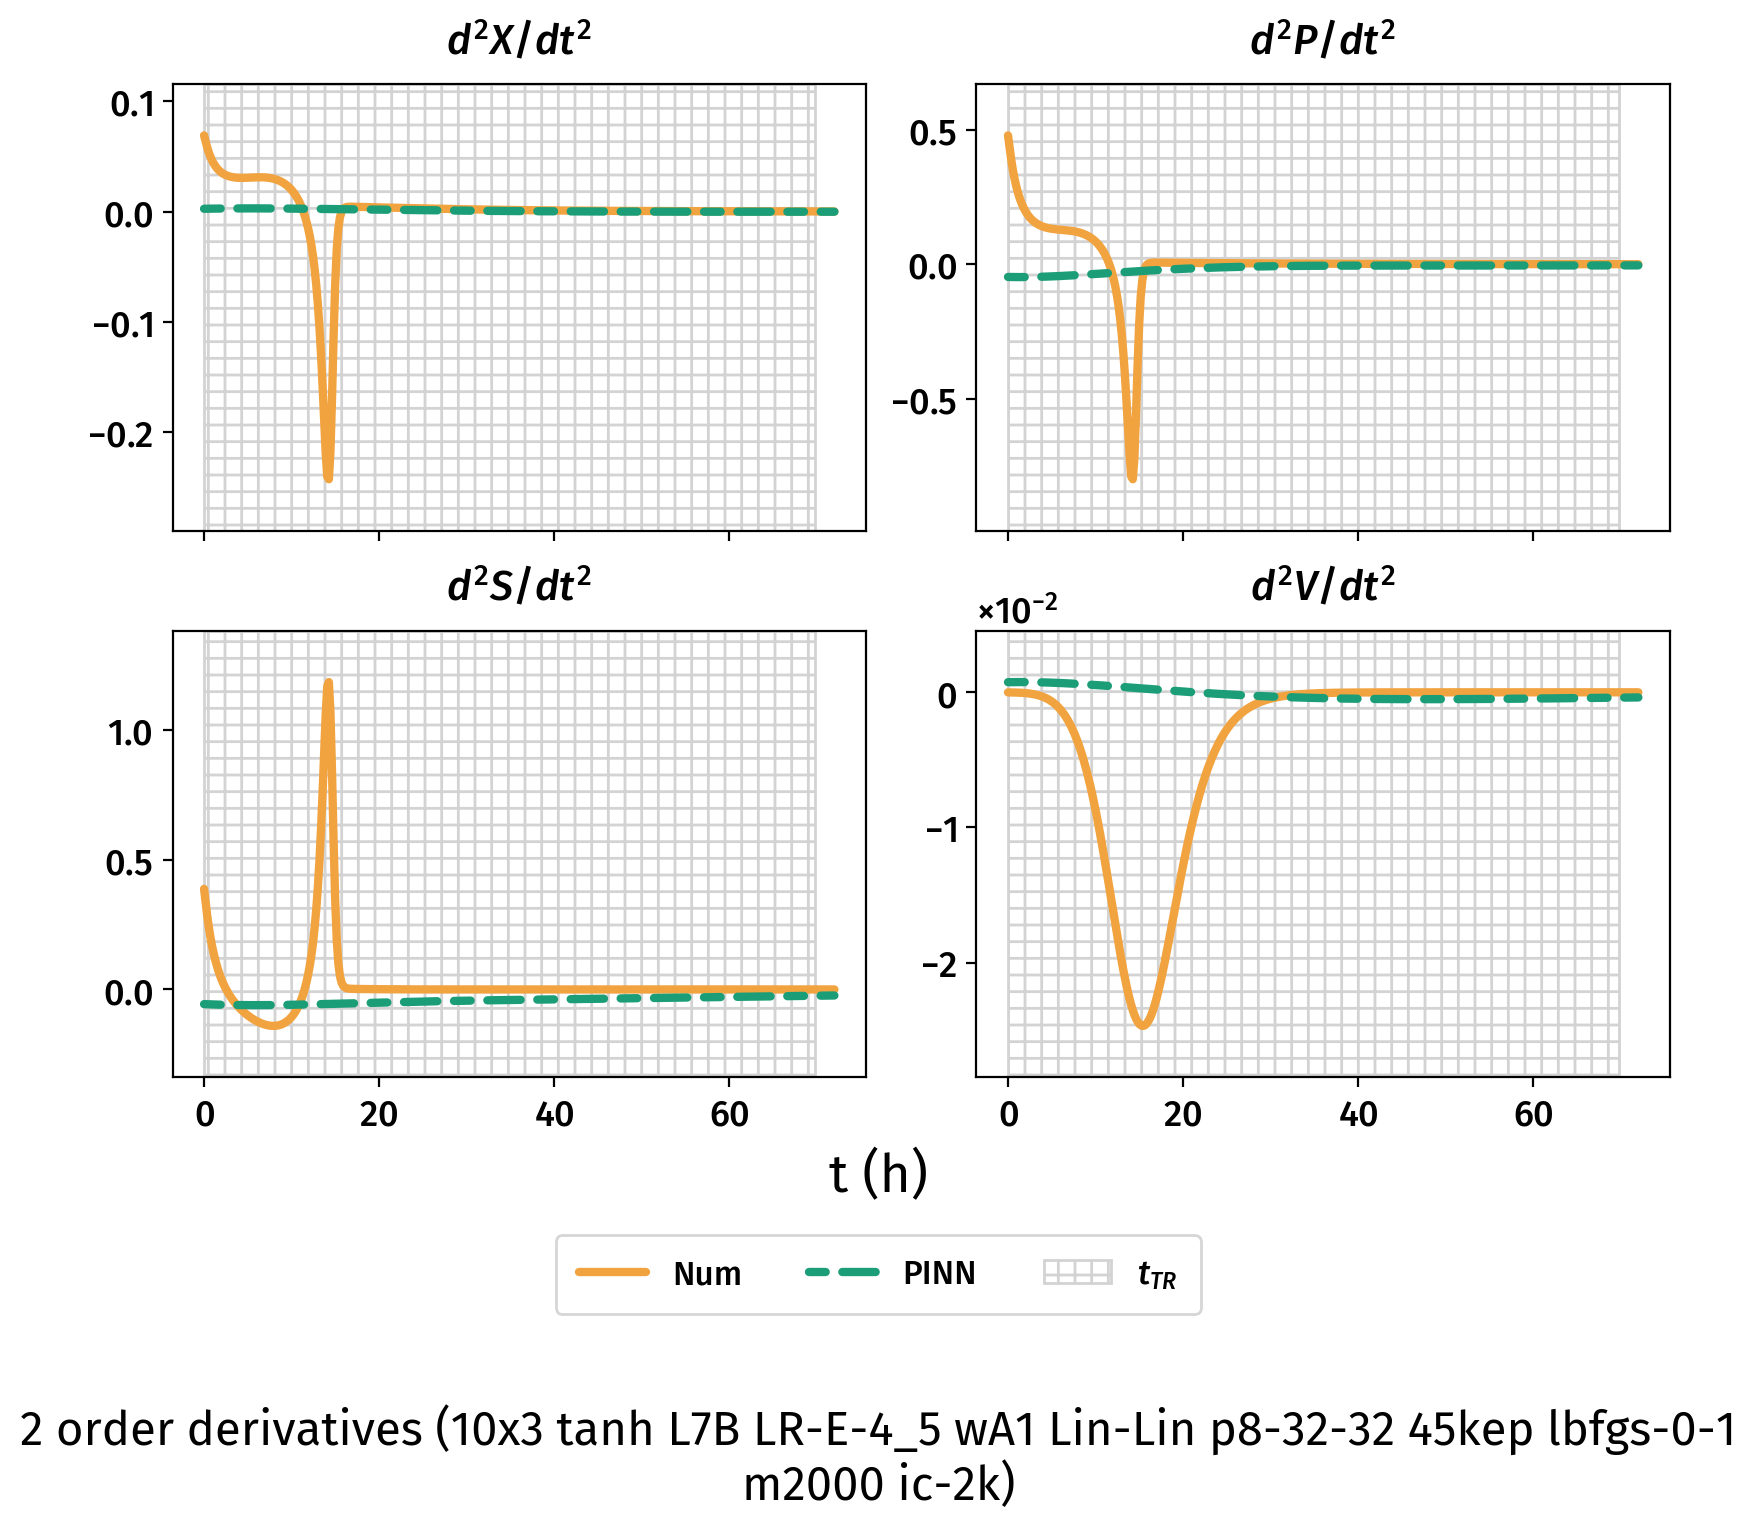 d²X/dt²
d²P/dt²
0.1
0.0
−0.1
−0.2
0.5
0.0
−0.5
d²S/dt²
d²V/dt²
×10⁻²
1.0
0.5
0.0
0
−1
−2
0 20 40 60
0 20 40 60
t (h)
Num PINN t_TR
2 order derivatives (10x3 tanh L7B LR-E-4_5 wA1 Lin-Lin p8-32-32 45kep lbfgs-0-1
m2000 ic-2k)